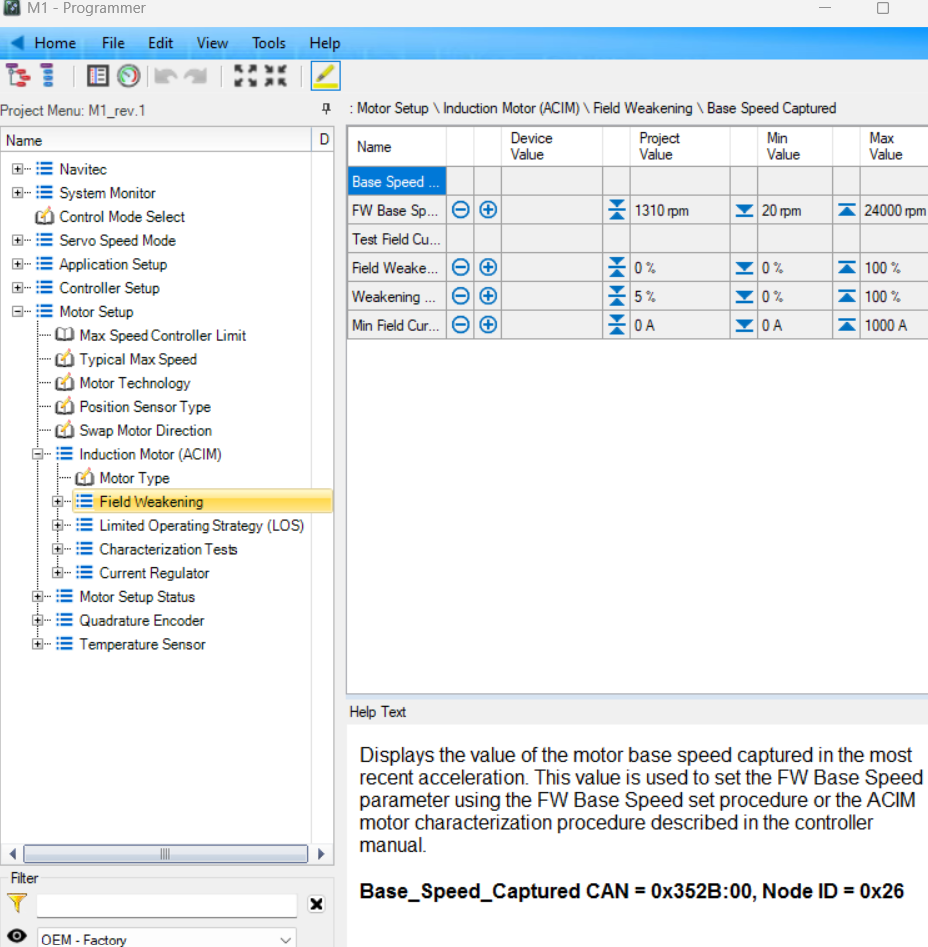 M1 - Programmer
Home File Edit View Tools Help
Project Menu: M1_rev.1
Name D
Navitec
System Monitor
Control Mode Select
Servo Speed Mode
Application Setup
Controller Setup
Motor Setup
Max Speed Controller Limit
Typical Max Speed
Motor Technology
Position Sensor Type
Swap Motor Direction
Induction Motor (ACIM)
Motor Type
Field Weakening
Limited Operating Strategy (LOS)
Characterization Tests
Current Regulator
Motor Setup Status
Quadrature Encoder
Temperature Sensor
Filter
OEM - Factory
: Motor Setup \ Induction Motor (ACIM) \ Field Weakening \ Base Speed Captured
Name Device Value Project Value Min Value Max Value
Base Speed ...
FW Base Sp... 1310 rpm 20 rpm 24000 rpm
Test Field Cu...
Field Weake... 0 % 0 % 100 %
Weakening ... 5 % 0 % 100 %
Min Field Cur... 0 A 0 A 1000 A
Help Text
Displays the value of the motor base speed captured in the most
recent acceleration. This value is used to set the FW Base Speed
parameter using the FW Base Speed set procedure or the ACIM
motor characterization procedure described in the controller
manual.
Base_Speed_Captured CAN = 0x352B:00, Node ID = 0x26